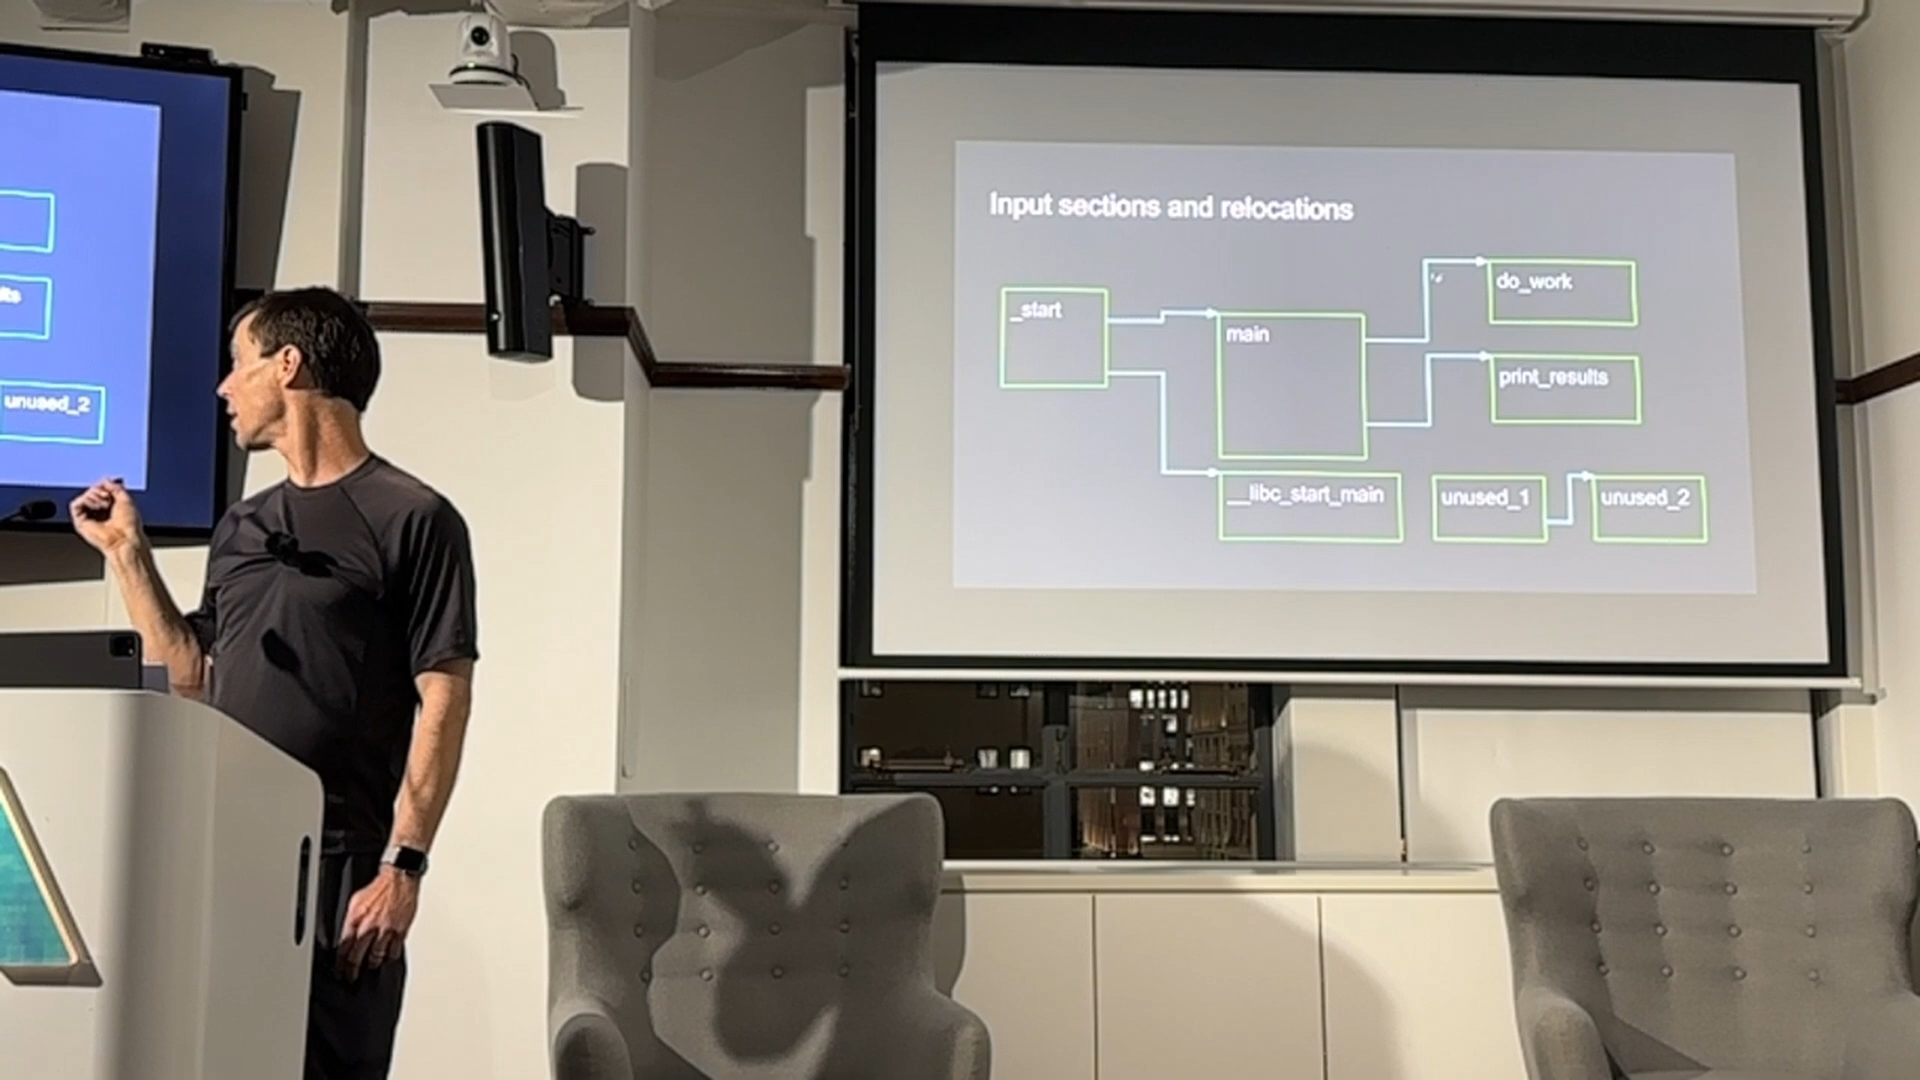 unused_2
Input sections and relocations
_start
main
do_work
print_results
__libc_start_main
unused_1
unused_2